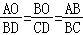 AO/BD = BO/CD = AB/BC